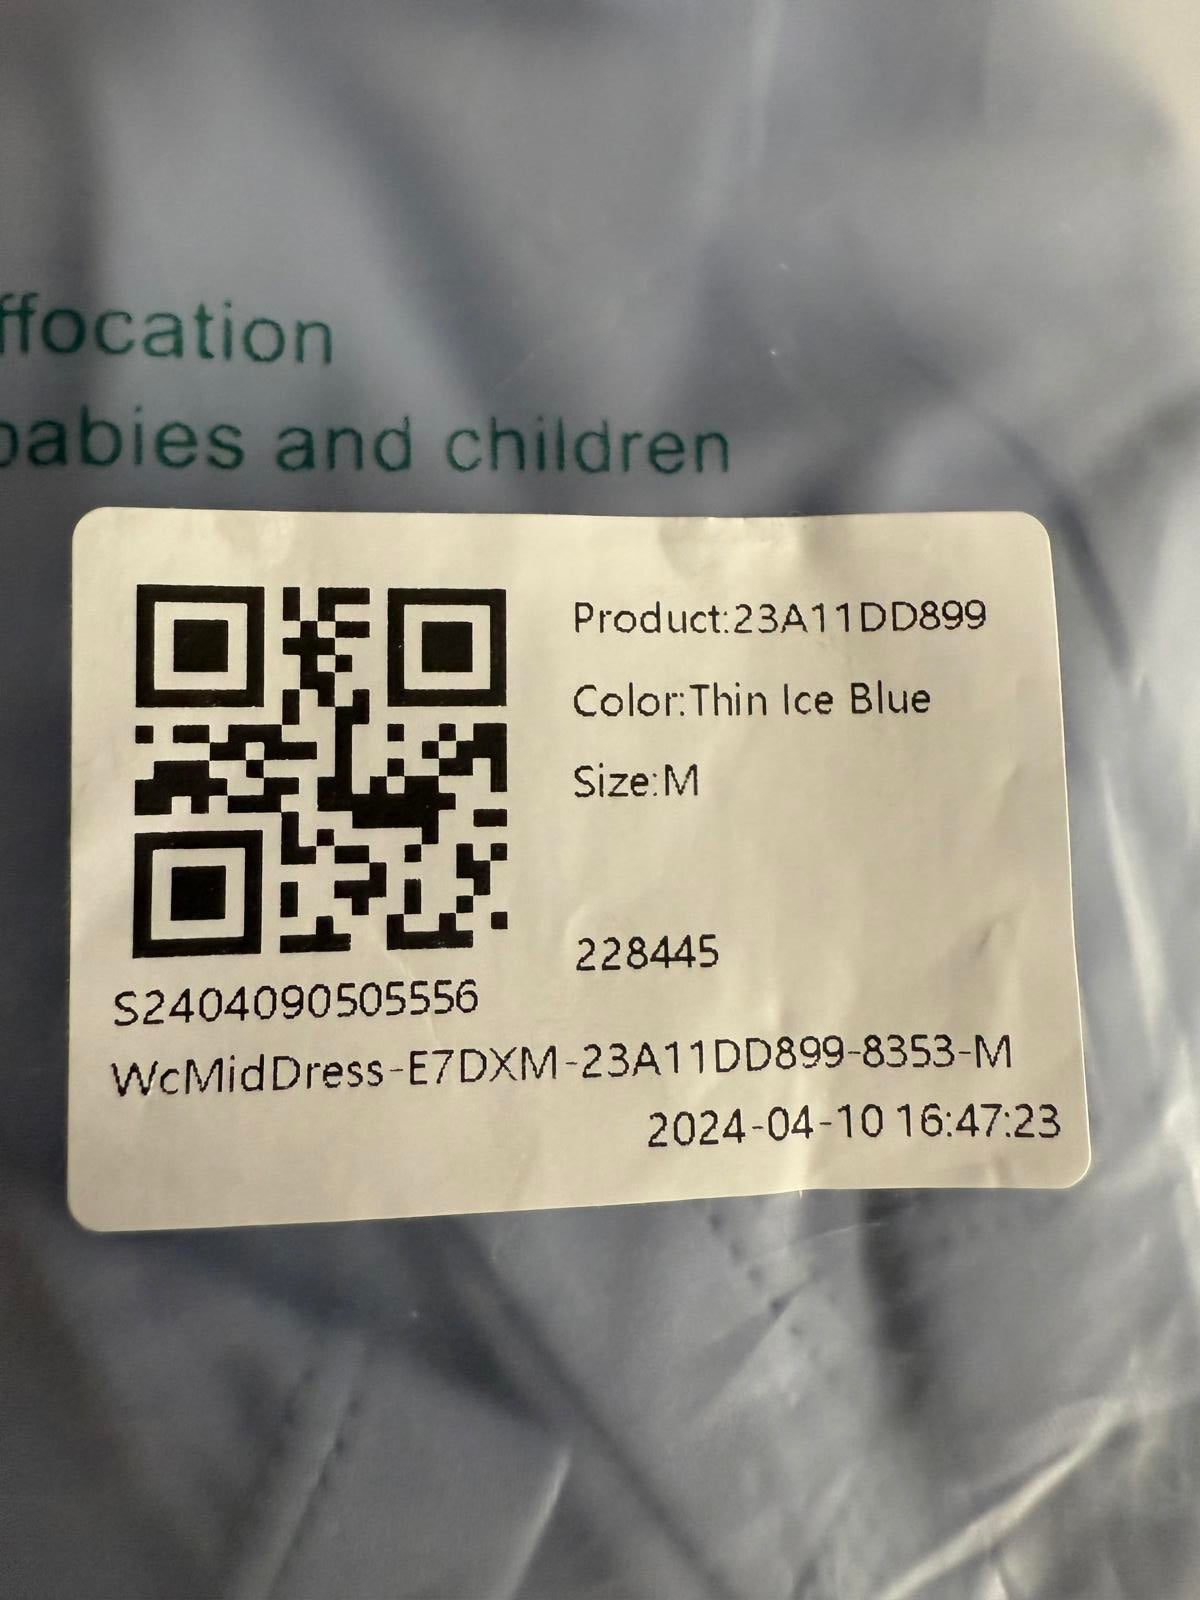 ffocation
babies and children
Product:23A11DD899
Color:Thin Ice Blue
Size:M
228445
S2404090505556
WcMidDress-E7DXM-23A11DD899-8353-M
2024-04-10 16:47:23